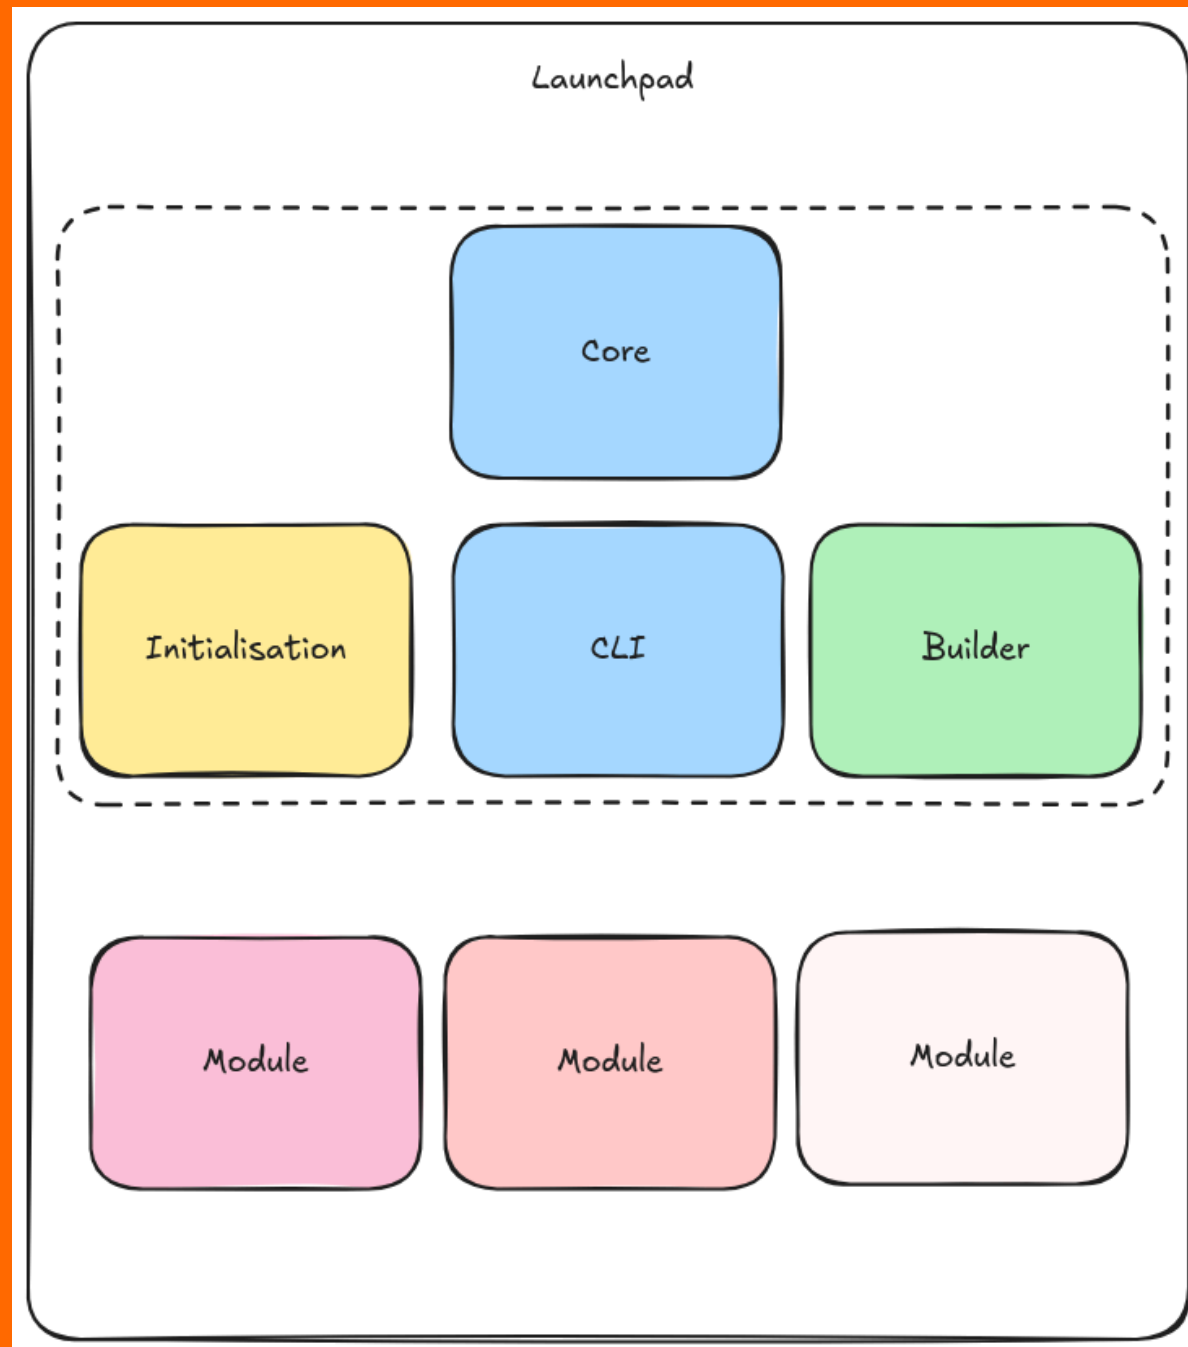 Launchpad
Core
Initialisation
CLI
Builder
Module
Module
Module